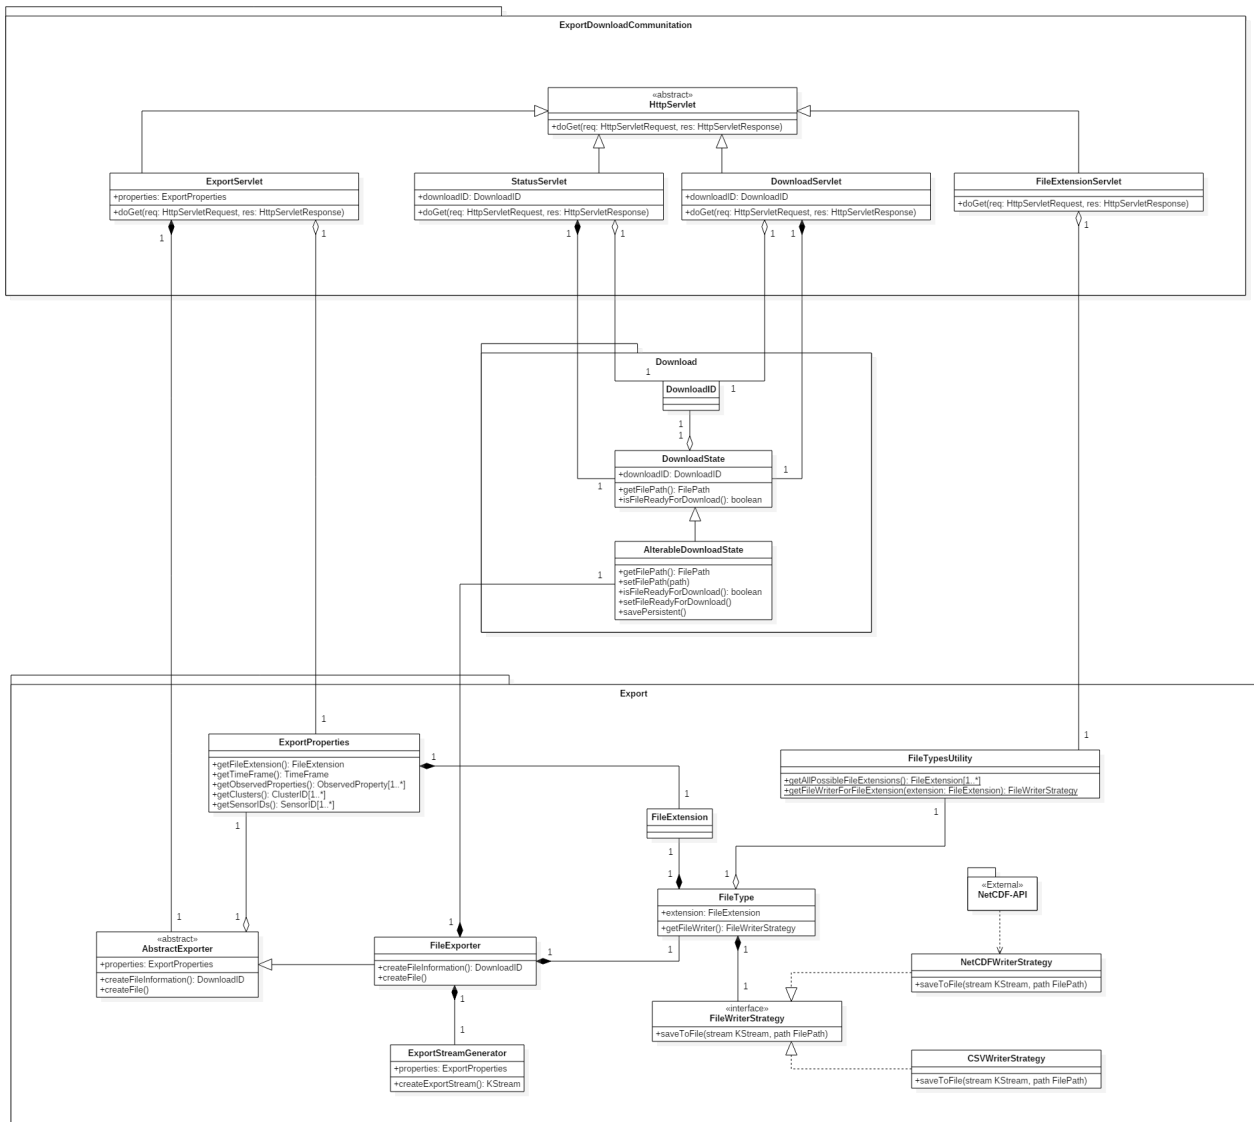 ExportDownloadCommunitation
«abstract»
HttpServlet
+doGet(req: HttpServletRequest, res: HttpServletResponse)
ExportServlet
+properties: ExportProperties
+doGet(req: HttpServletRequest, res: HttpServletResponse)
StatusServlet
+downloadID: DownloadID
+doGet(req: HttpServletRequest, res: HttpServletResponse)
DownloadServlet
+downloadID: DownloadID
+doGet(req: HttpServletRequest, res: HttpServletResponse)
FileExtensionServlet
+doGet(req: HttpServletRequest, res: HttpServletResponse)
1
1
1
1
1
1
1
Download
1
DownloadID
1
1
1
DownloadState
+downloadID: DownloadID
+getFilePath(): FilePath
+isFileReadyForDownload(): boolean
1
1
AlterableDownloadState
+getFilePath(): FilePath
+setFilePath(path)
+isFileReadyForDownload(): boolean
+setFileReadyForDownload()
+savePersistent()
1
Export
1
1
ExportProperties
+getFileExtension(): FileExtension
+getTimeFrame(): TimeFrame
+getObservedProperties(): ObservedProperty[1..*]
+getClusters(): ClusterID[1..*]
+getSensorIDs(): SensorID[1..*]
1
1
FileTypesUtility
+getAllPossibleFileExtensions(): FileExtension[1..*]
+getFileWriterForFileExtension(extension: FileExtension): FileWriterStrategy
1
FileExtension
1
1
1
1
FileType
+extension: FileExtension
+getFileWriter(): FileWriterStrategy
1
1
«External»
NetCDF-API
1
1
1
«abstract»
AbstractExporter
+properties: ExportProperties
+createFileInformation(): DownloadID
+createFile()
1
FileExporter
+createFileInformation(): DownloadID
+createFile()
1
1
1
NetCDFWriterStrategy
+saveToFile(stream KStream, path FilePath)
1
«interface»
FileWriterStrategy
+saveToFile(stream KStream, path FilePath)
1
ExportStreamGenerator
+properties: ExportProperties
+createExportStream(): KStream
CSVWriterStrategy
+saveToFile(stream KStream, path FilePath)